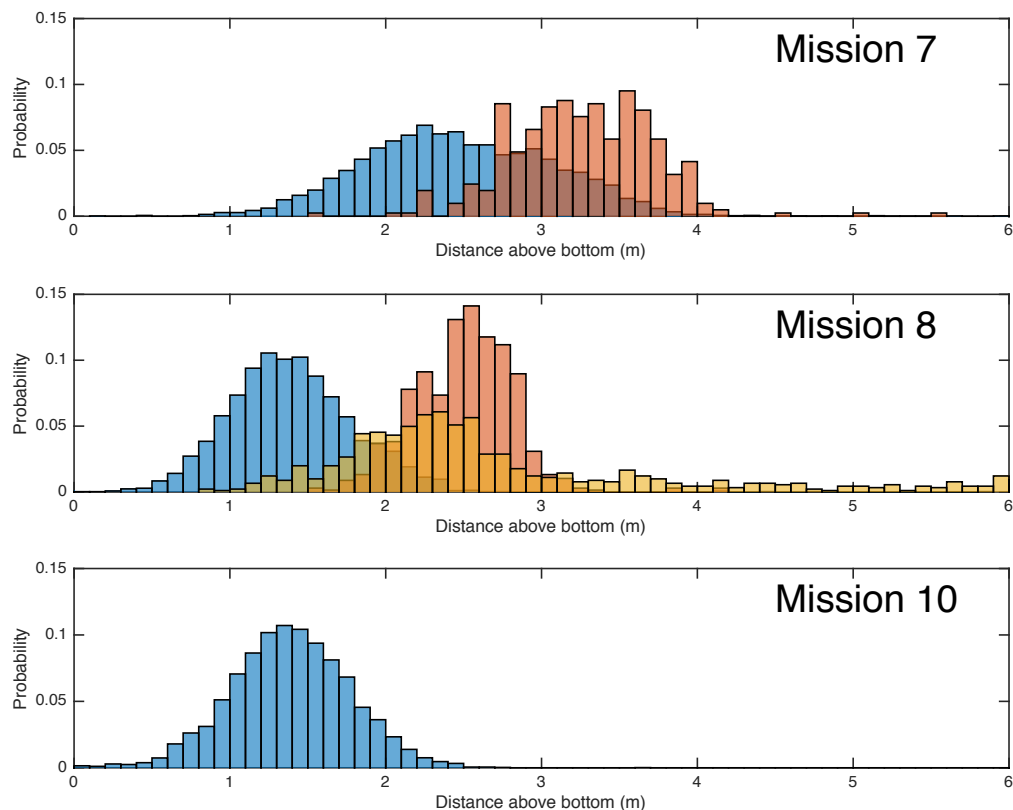 0.15
Mission 7
0.1
Probability
0.05
0
0 1 2 3 4 5 6
Distance above bottom (m)
0.15
Mission 8
0.1
Probability
0.05
0
0 1 2 3 4 5 6
Distance above bottom (m)
0.15
Mission 10
0.1
Probability
0.05
0
0 1 2 3 4 5 6
Distance above bottom (m)